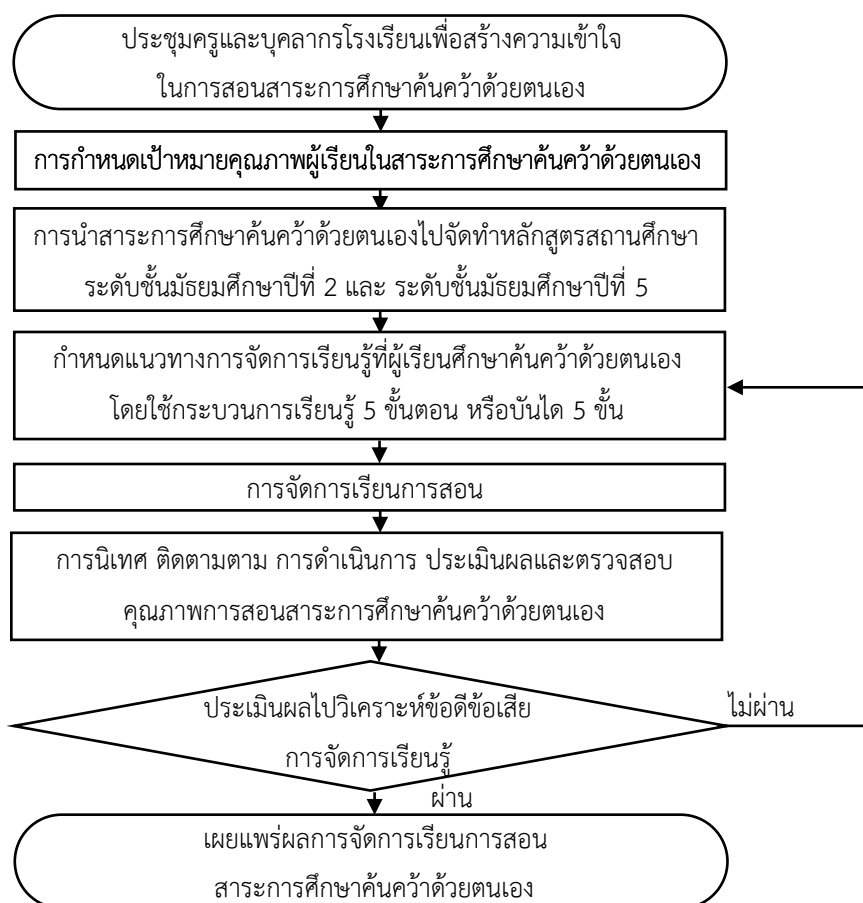 ประชุมครูและบุคลากรโรงเรียนเพื่อสร้างความเข้าใจ
ในการสอนสาระการศึกษาค้นคว้าด้วยตนเอง
การกำหนดเป้าหมายคุณภาพผู้เรียนในสาระการศึกษาค้นคว้าด้วยตนเอง
การนำสาระการศึกษาค้นคว้าด้วยตนเองไปจัดทำหลักสูตรสถานศึกษา
ระดับชั้นมัธยมศึกษาปีที่ 2 และ ระดับชั้นมัธยมศึกษาปีที่ 5
กำหนดแนวทางการจัดการเรียนรู้ที่ผู้เรียนศึกษาค้นคว้าด้วยตนเอง
โดยใช้กระบวนการเรียนรู้ 5 ขั้นตอน หรือบันได 5 ขั้น
การจัดการเรียนการสอน
การนิเทศ ติดตามตาม การดำเนินการ ประเมินผลและตรวจสอบ
คุณภาพการสอนสาระการศึกษาค้นคว้าด้วยตนเอง
ประเมินผลไปวิเคราะห์ข้อดีข้อเสีย
การจัดการเรียนรู้
ไม่ผ่าน
ผ่าน
เผยแพร่ผลการจัดการเรียนการสอน
สาระการศึกษาค้นคว้าด้วยตนเอง